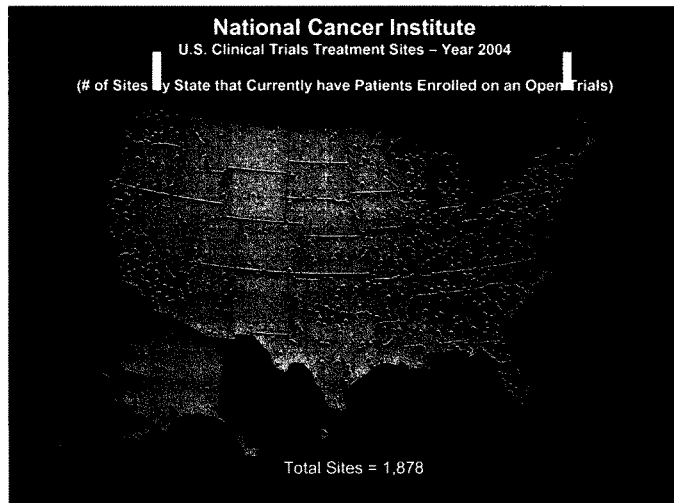 National Cancer Institute
U.S. Clinical Trials Treatment Sites – Year 2004
(# of Sites by State that Currently have Patients Enrolled on an Open Trials)
Total Sites = 1,878